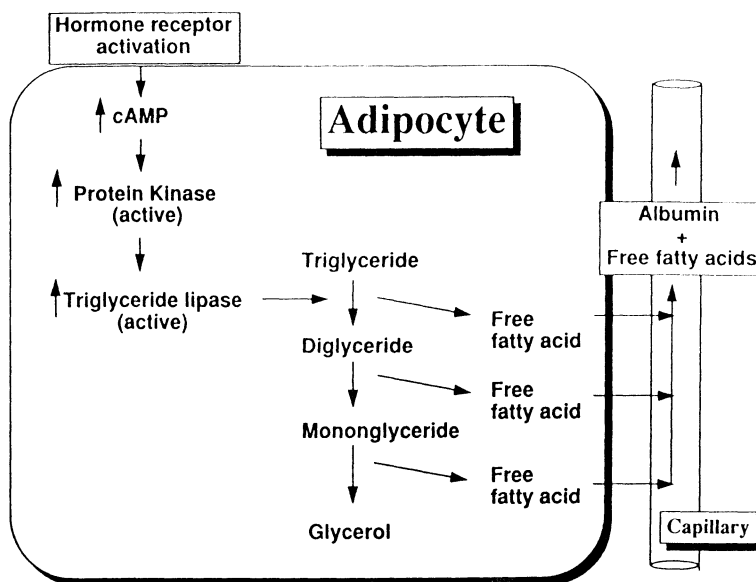 Hormone receptor
activation
cAMP
Adipocyte
Protein Kinase
(active)
Triglyceride lipase
(active)
Triglyceride
Diglyceride
Mononglyceride
Glycerol
Free
fatty acid
Free
fatty acid
Free
fatty acid
Albumin
+
Free fatty acids
Capillary